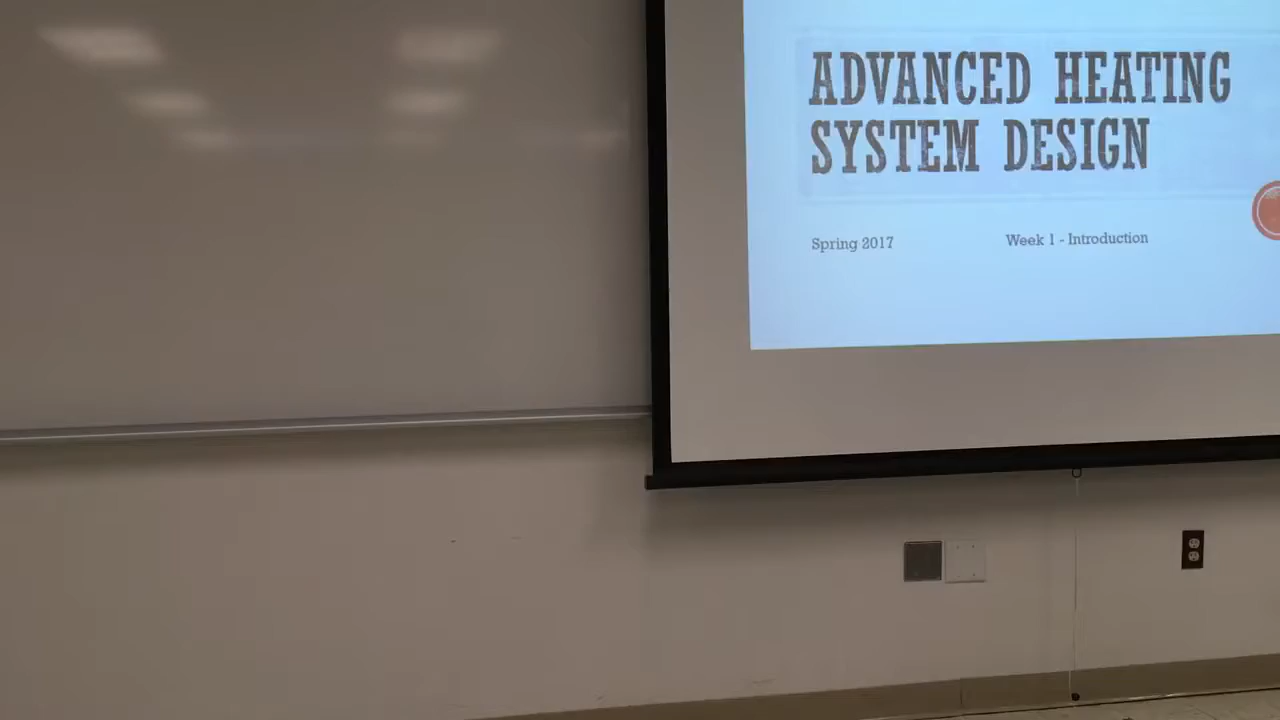 ADVANCED HEATING
SYSTEM DESIGN
Spring 2017 Week 1 - Introduction